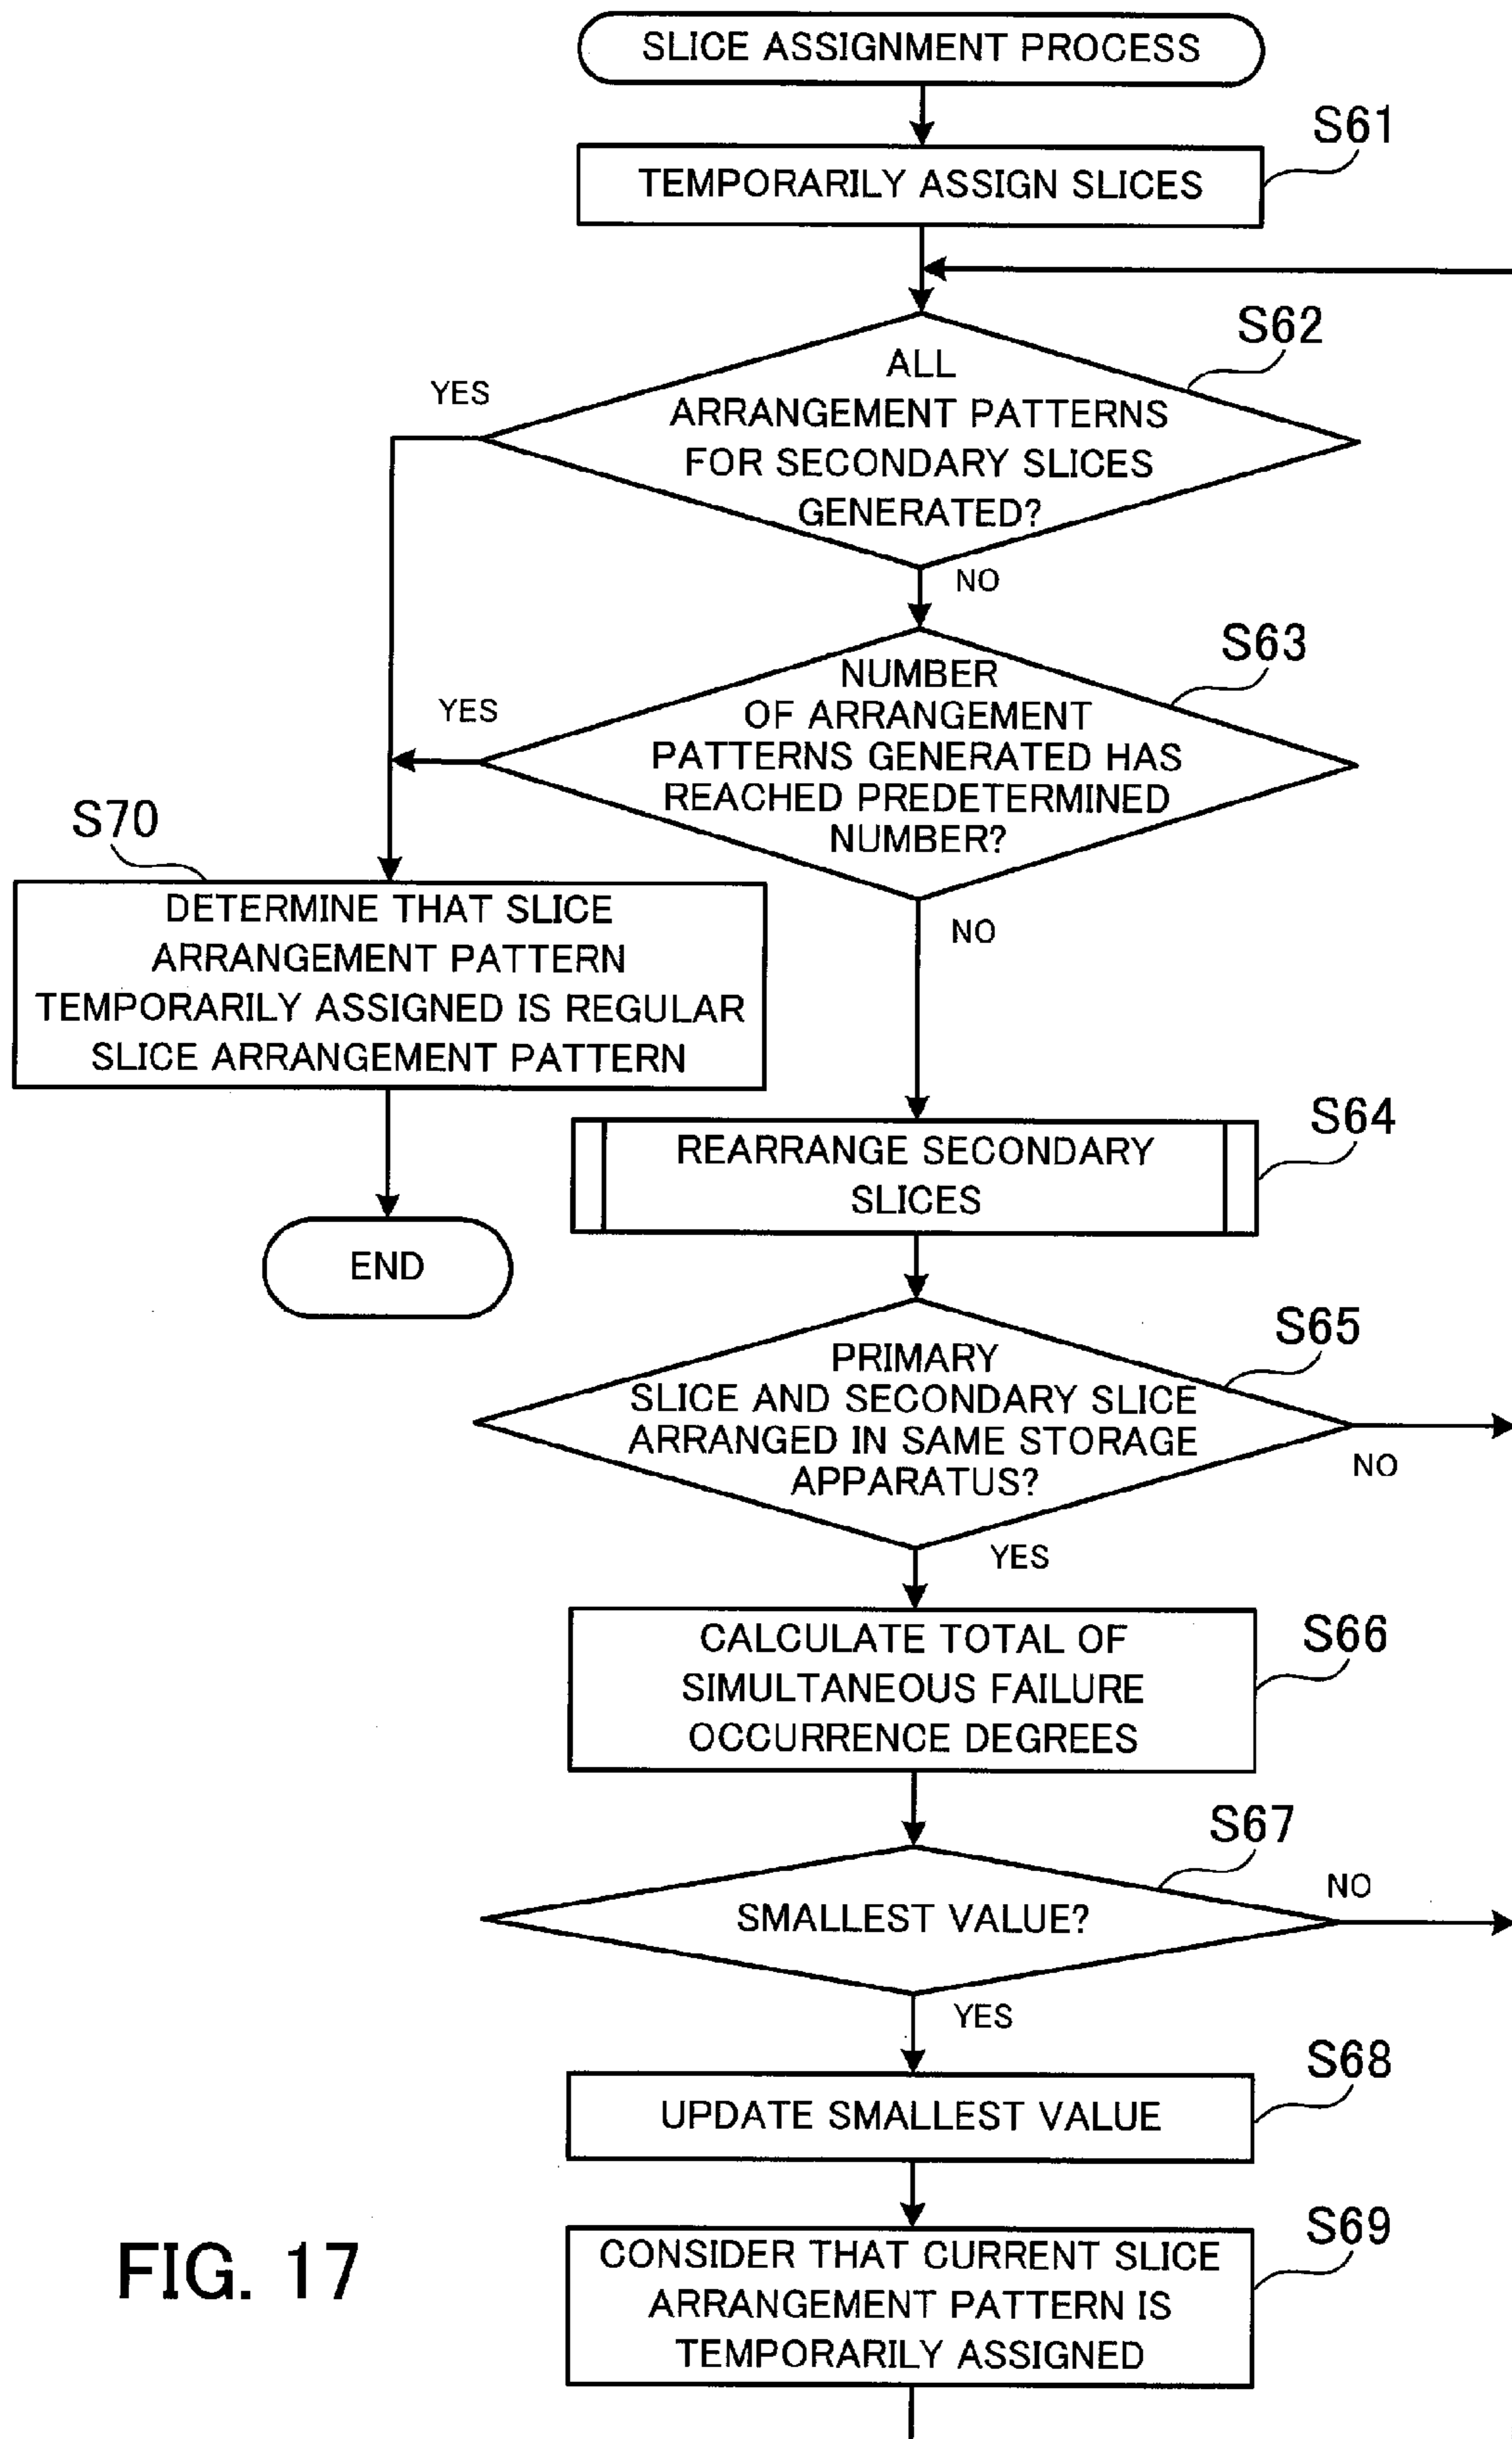 SLICE ASSIGNMENT PROCESS
S61
TEMPORARILY ASSIGN SLICES
S62
ALL
ARRANGEMENT PATTERNS
FOR SECONDARY SLICES
GENERATED?
YES
NO
S63
NUMBER
OF ARRANGEMENT
PATTERNS GENERATED HAS
REACHED PREDETERMINED
NUMBER?
YES
NO
S70
DETERMINE THAT SLICE
ARRANGEMENT PATTERN
TEMPORARILY ASSIGNED IS REGULAR
SLICE ARRANGEMENT PATTERN
END
S64
REARRANGE SECONDARY
SLICES
S65
PRIMARY
SLICE AND SECONDARY SLICE
ARRANGED IN SAME STORAGE
APPARATUS?
NO
YES
S66
CALCULATE TOTAL OF
SIMULTANEOUS FAILURE
OCCURRENCE DEGREES
S67
SMALLEST VALUE?
NO
YES
S68
UPDATE SMALLEST VALUE
S69
CONSIDER THAT CURRENT SLICE
ARRANGEMENT PATTERN IS
TEMPORARILY ASSIGNED
FIG. 17